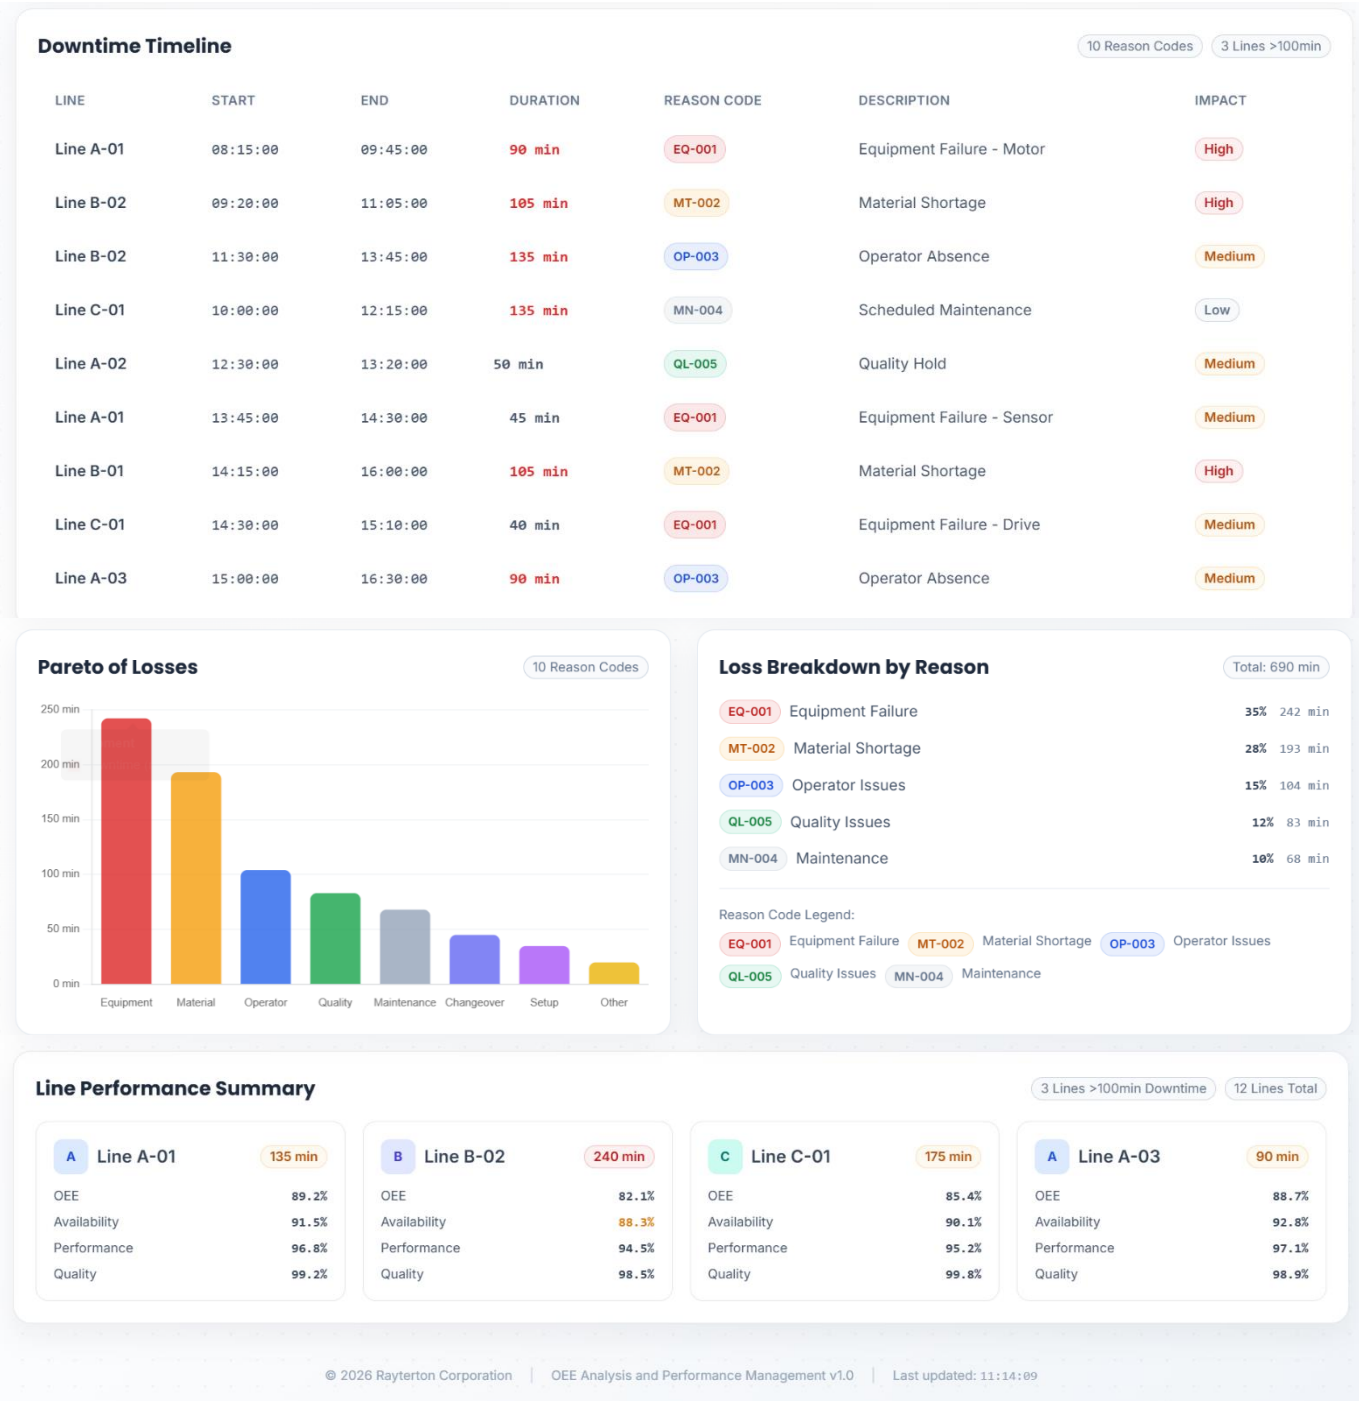 Downtime Timeline 10 Reason Codes 3 Lines >100min
LINE START END DURATION REASON CODE DESCRIPTION IMPACT
Line A-01 08:15:00 09:45:00 90 min EQ-001 Equipment Failure - Motor High
Line B-02 09:20:00 11:05:00 105 min MT-002 Material Shortage High
Line B-02 11:30:00 13:45:00 135 min OP-003 Operator Absence Medium
Line C-01 10:00:00 12:15:00 135 min MN-004 Scheduled Maintenance Low
Line A-02 12:30:00 13:20:00 50 min QL-005 Quality Hold Medium
Line A-01 13:45:00 14:30:00 45 min EQ-001 Equipment Failure - Sensor Medium
Line B-01 14:15:00 16:00:00 105 min MT-002 Material Shortage High
Line C-01 14:30:00 15:10:00 40 min EQ-001 Equipment Failure - Drive Medium
Line A-03 15:00:00 16:30:00 90 min OP-003 Operator Absence Medium
Pareto of Losses 10 Reason Codes
250 min
200 min
150 min
100 min
50 min
0 min
Equipment Material Operator Quality Maintenance Changeover Setup Other
Loss Breakdown by Reason Total: 690 min
EQ-001 Equipment Failure 35% 242 min
MT-002 Material Shortage 28% 193 min
OP-003 Operator Issues 15% 104 min
QL-005 Quality Issues 12% 83 min
MN-004 Maintenance 10% 68 min
Reason Code Legend:
EQ-001 Equipment Failure MT-002 Material Shortage OP-003 Operator Issues
QL-005 Quality Issues MN-004 Maintenance
Line Performance Summary 3 Lines >100min Downtime 12 Lines Total
A Line A-01 135 min
OEE 89.2%
Availability 91.5%
Performance 96.8%
Quality 99.2%
B Line B-02 240 min
OEE 82.1%
Availability 88.3%
Performance 94.5%
Quality 98.5%
C Line C-01 175 min
OEE 85.4%
Availability 90.1%
Performance 95.2%
Quality 99.8%
A Line A-03 90 min
OEE 88.7%
Availability 92.8%
Performance 97.1%
Quality 98.9%
© 2026 Rayterton Corporation | OEE Analysis and Performance Management v1.0 | Last updated: 11:14:09